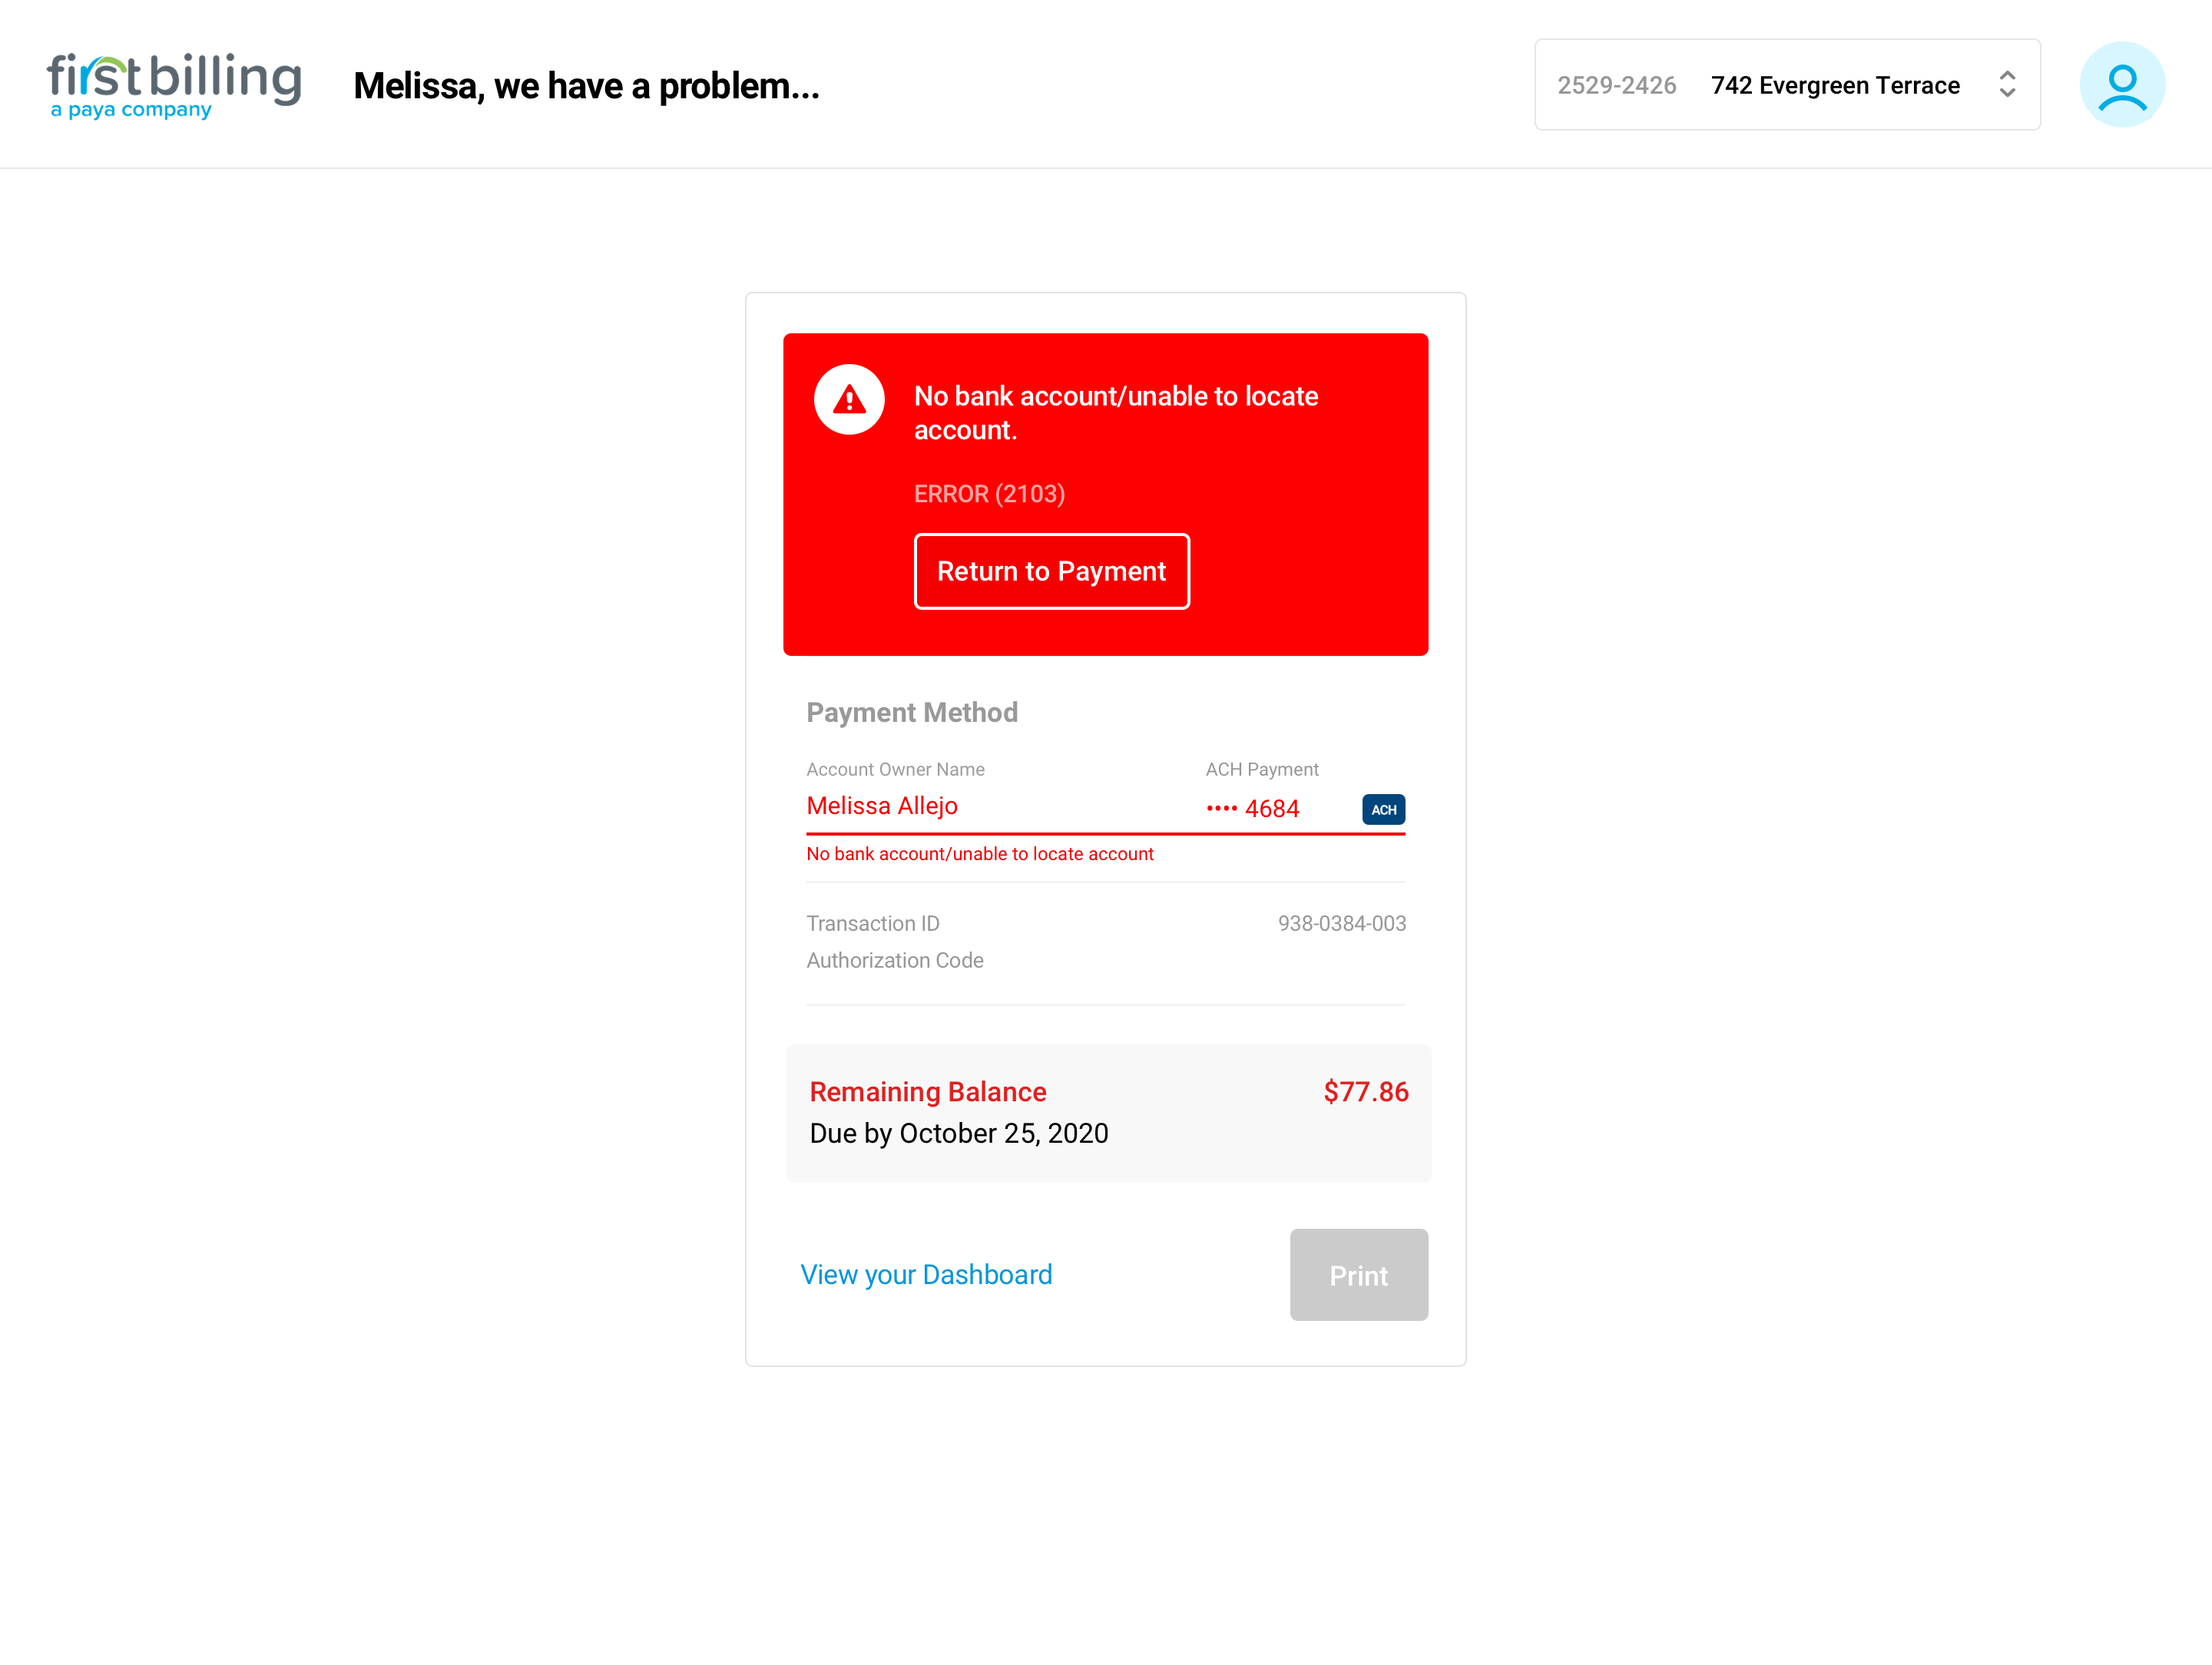 firstbilling
a paya company
Melissa, we have a problem...
2529-2426 742 Evergreen Terrace
No bank account/unable to locate
account.
ERROR (2103)
Return to Payment
Payment Method
Account Owner Name ACH Payment
Melissa Allejo •••• 4684 ACH
No bank account/unable to locate account
Transaction ID 938-0384-003
Authorization Code
Remaining Balance $77.86
Due by October 25, 2020
View your Dashboard Print